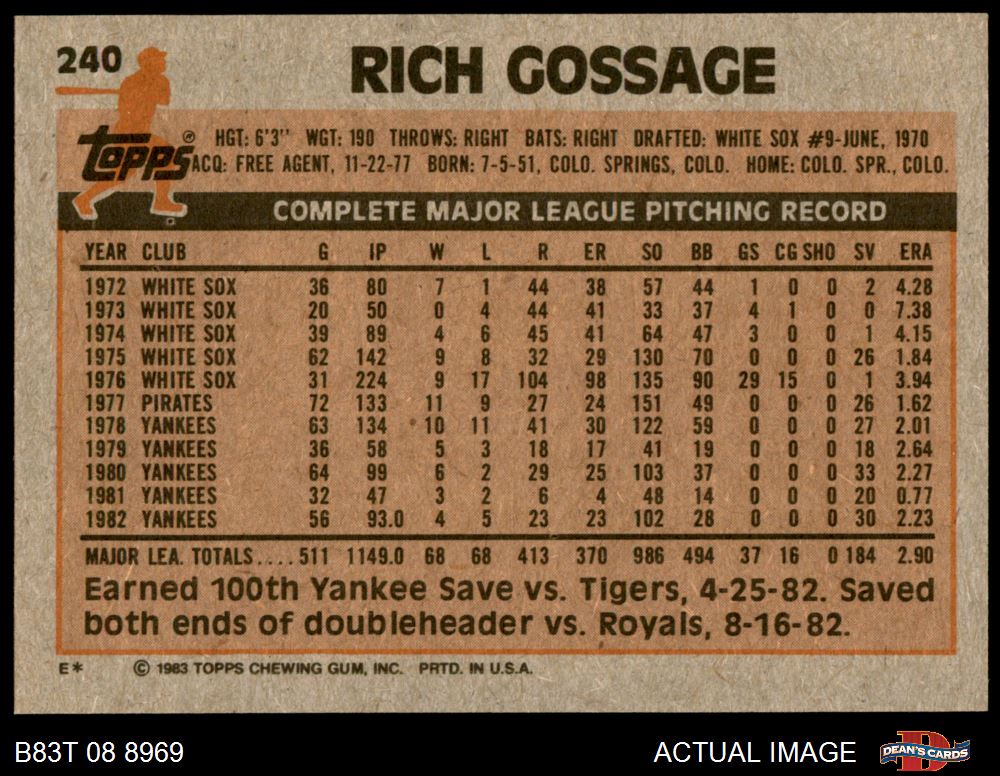 240
RICH GOSSAGE
topps®
HGT: 6'3" WGT: 190 THROWS: RIGHT BATS: RIGHT DRAFTED: WHITE SOX #9-JUNE, 1970
ACQ: FREE AGENT, 11-22-77 BORN: 7-5-51, COLO. SPRINGS, COLO. HOME: COLO. SPR., COLO.
COMPLETE MAJOR LEAGUE PITCHING RECORD
YEAR CLUB G IP W L R ER SO BB GS CG SHO SV ERA
1972 WHITE SOX 36 80 7 1 44 38 57 44 1 0 0 2 4.28
1973 WHITE SOX 20 50 0 4 44 41 33 37 4 1 0 0 7.38
1974 WHITE SOX 39 89 4 6 45 41 64 47 3 0 0 1 4.15
1975 WHITE SOX 62 142 9 8 32 29 130 70 0 0 0 26 1.84
1976 WHITE SOX 31 224 9 17 104 98 135 90 29 15 0 1 3.94
1977 PIRATES 72 133 11 9 27 24 151 49 0 0 0 26 1.62
1978 YANKEES 63 134 10 11 41 30 122 59 0 0 0 27 2.01
1979 YANKEES 36 58 5 3 18 17 41 19 0 0 0 18 2.64
1980 YANKEES 64 99 6 2 29 25 103 37 0 0 0 33 2.27
1981 YANKEES 32 47 3 2 6 4 48 14 0 0 0 20 0.77
1982 YANKEES 56 93.0 4 5 23 23 102 28 0 0 0 30 2.23
MAJOR LEA. TOTALS.... 511 1149.0 68 68 413 370 986 494 37 16 0 184 2.90
Earned 100th Yankee Save vs. Tigers, 4-25-82. Saved
both ends of doubleheader vs. Royals, 8-16-82.
E* © 1983 TOPPS CHEWING GUM, INC. PRTD. IN U.S.A.
B83T 08 8969 ACTUAL IMAGE DEAN'S CARDS